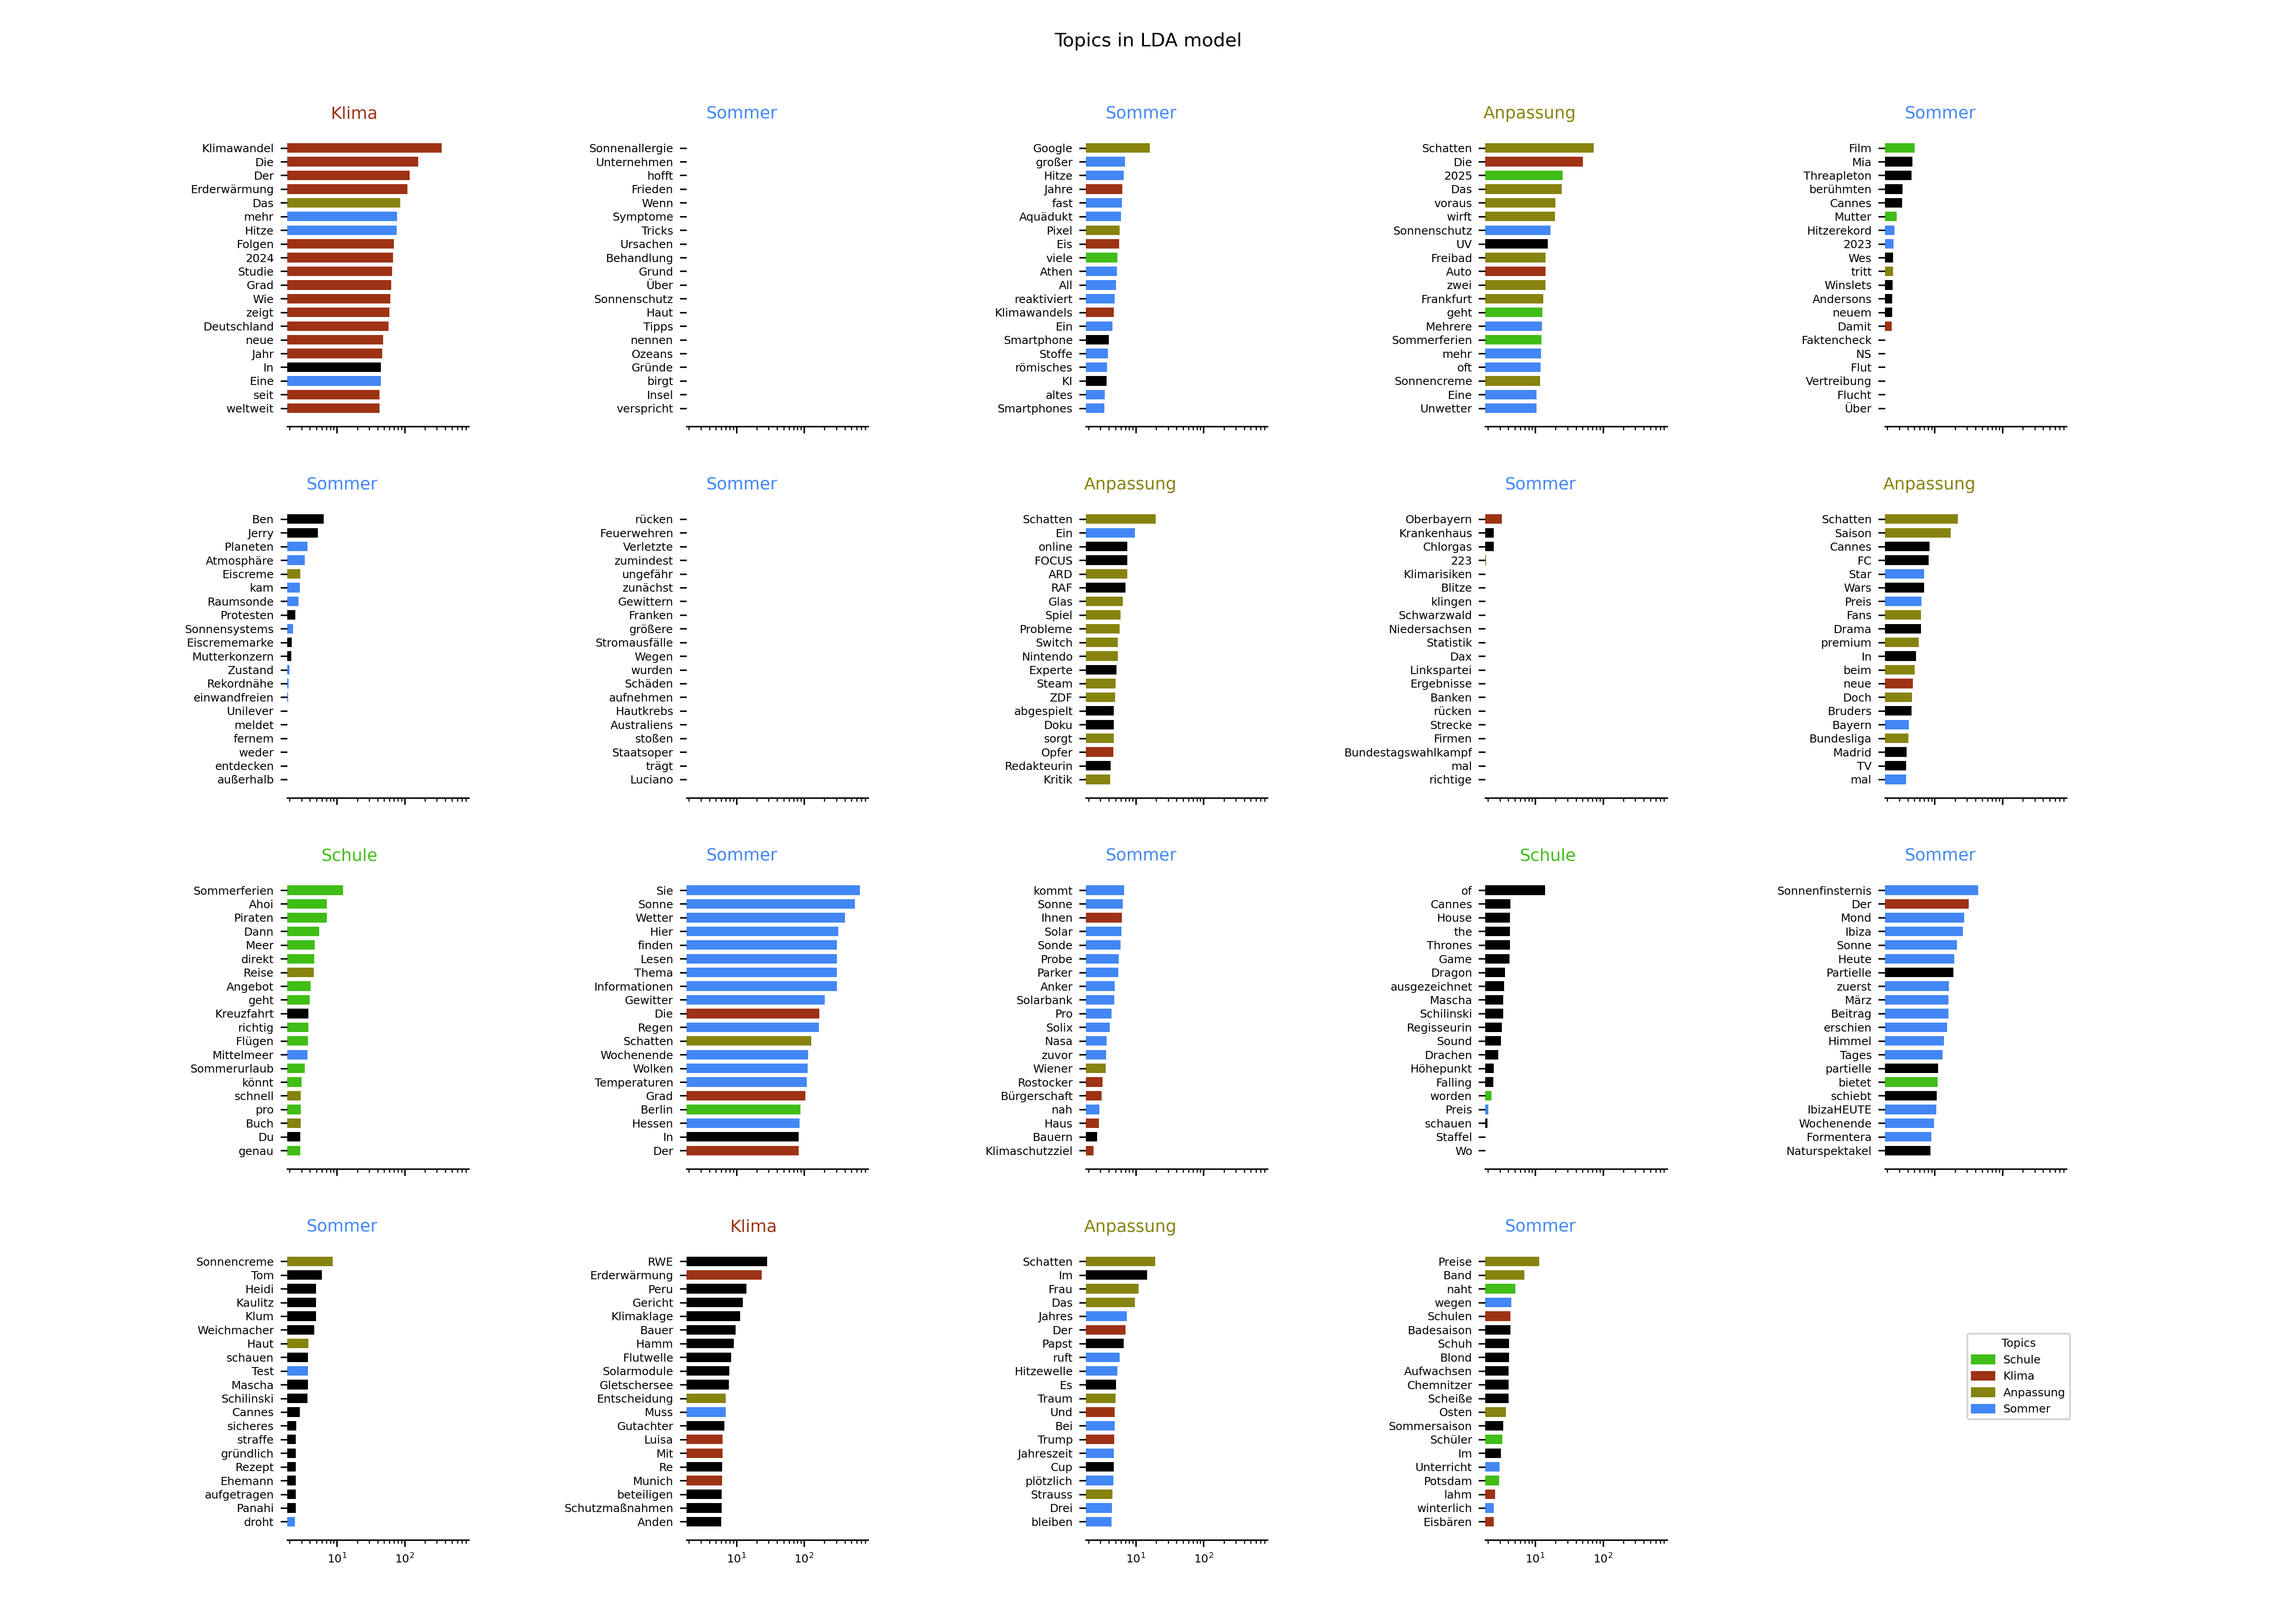 Topics in LDA model
Klima
Klimawandel
Die
Der
Erderwärmung
Das
mehr
Hitze
Folgen
2024
Studie
Grad
Wie
zeigt
Deutschland
neue
Jahr
In
Eine
seit
weltweit
Sommer
Sonnenallergie
Unternehmen
hofft
Frieden
Wenn
Symptome
Tricks
Ursachen
Behandlung
Grund
Über
Sonnenschutz
Haut
Tipps
nennen
Ozeans
Gründe
birgt
Insel
verspricht
Sommer
Google
großer
Hitze
Jahre
fast
Aquädukt
Pixel
Eis
viele
Athen
All
reaktiviert
Klimawandels
Ein
Smartphone
Stoffe
römisches
KI
altes
Smartphones
Anpassung
Schatten
Die
2025
Das
voraus
wirft
Sonnenschutz
UV
Freibad
Auto
zwei
Frankfurt
geht
Mehrere
Sommerferien
mehr
oft
Sonnencreme
Eine
Unwetter
Sommer
Film
Mia
Threapleton
berühmten
Cannes
Mutter
Hitzerekord
2023
Wes
tritt
Winslets
Andersons
neuem
Damit
Faktencheck
NS
Flut
Vertreibung
Flucht
Über
Sommer
Ben
Jerry
Planeten
Atmosphäre
Eiscreme
kam
Raumsonde
Protesten
Sonnensystems
Eiscrememarke
Mutterkonzern
Zustand
Rekordnähe
einwandfreien
Unilever
meldet
fernem
weder
entdecken
außerhalb
Sommer
rücken
Feuerwehren
Verletzte
zumindest
ungefähr
zunächst
Gewittern
Franken
größere
Stromausfälle
Wegen
wurden
Schäden
aufnehmen
Hautkrebs
Australiens
stoßen
Staatsoper
trägt
Luciano
Anpassung
Schatten
Ein
online
FOCUS
ARD
RAF
Glas
Spiel
Probleme
Switch
Nintendo
Experte
Steam
ZDF
abgespielt
Doku
sorgt
Opfer
Redakteurin
Kritik
Sommer
Oberbayern
Krankenhaus
Chlorgas
223
Klimarisiken
Blitze
klingen
Schwarzwald
Niedersachsen
Statistik
Dax
Linkspartei
Ergebnisse
Banken
rücken
Strecke
Firmen
Bundestagswahlkampf
mal
richtige
Anpassung
Schatten
Saison
Cannes
FC
Star
Wars
Preis
Fans
Drama
premium
In
beim
neue
Doch
Bruders
Bayern
Bundesliga
Madrid
TV
mal
Schule
Sommerferien
Ahoi
Piraten
Dann
Meer
direkt
Reise
Angebot
geht
Kreuzfahrt
richtig
Flügen
Mittelmeer
Sommerurlaub
könnt
schnell
pro
Buch
Du
genau
Sommer
Sie
Sonne
Wetter
Hier
finden
Lesen
Thema
Informationen
Gewitter
Die
Regen
Schatten
Wochenende
Wolken
Temperaturen
Grad
Berlin
Hessen
In
Der
Sommer
kommt
Sonne
Ihnen
Solar
Sonde
Probe
Parker
Anker
Solarbank
Pro
Solix
Nasa
zuvor
Wiener
Rostocker
Bürgerschaft
nah
Haus
Bauern
Klimaschutzziel
Schule
of
Cannes
House
the
Thrones
Game
Dragon
ausgezeichnet
Mascha
Schilinski
Regisseurin
Sound
Drachen
Höhepunkt
Falling
worden
Preis
schauen
Staffel
Wo
Sommer
Sonnenfinsternis
Der
Mond
Ibiza
Sonne
Heute
Partielle
zuerst
März
Beitrag
erschien
Himmel
Tages
partielle
bietet
schiebt
IbizaHEUTE
Wochenende
Formentera
Naturspektakel
Sommer
Sonnencreme
Tom
Heidi
Kaulitz
Klum
Weichmacher
Haut
schauen
Test
Mascha
Schilinski
Cannes
sicheres
straffe
gründlich
Rezept
Ehemann
aufgetragen
Panahi
droht
10¹ 10²
Klima
RWE
Erderwärmung
Peru
Gericht
Klimaklage
Bauer
Hamm
Flutwelle
Solarmodule
Gletschersee
Entscheidung
Muss
Gutachter
Luisa
Mit
Re
Munich
beteiligen
Schutzmaßnahmen
Anden
10¹ 10²
Anpassung
Schatten
Im
Frau
Das
Jahres
Der
Papst
ruft
Hitzewelle
Es
Traum
Und
Bei
Trump
Jahreszeit
Cup
plötzlich
Strauss
Drei
bleiben
10¹ 10²
Sommer
Preise
Band
naht
wegen
Schulen
Badesaison
Schuh
Blond
Aufwachsen
Chemnitzer
Scheiße
Osten
Sommersaison
Schüler
Im
Unterricht
Potsdam
lahm
winterlich
Eisbären
10¹ 10²
Topics
Schule
Klima
Anpassung
Sommer